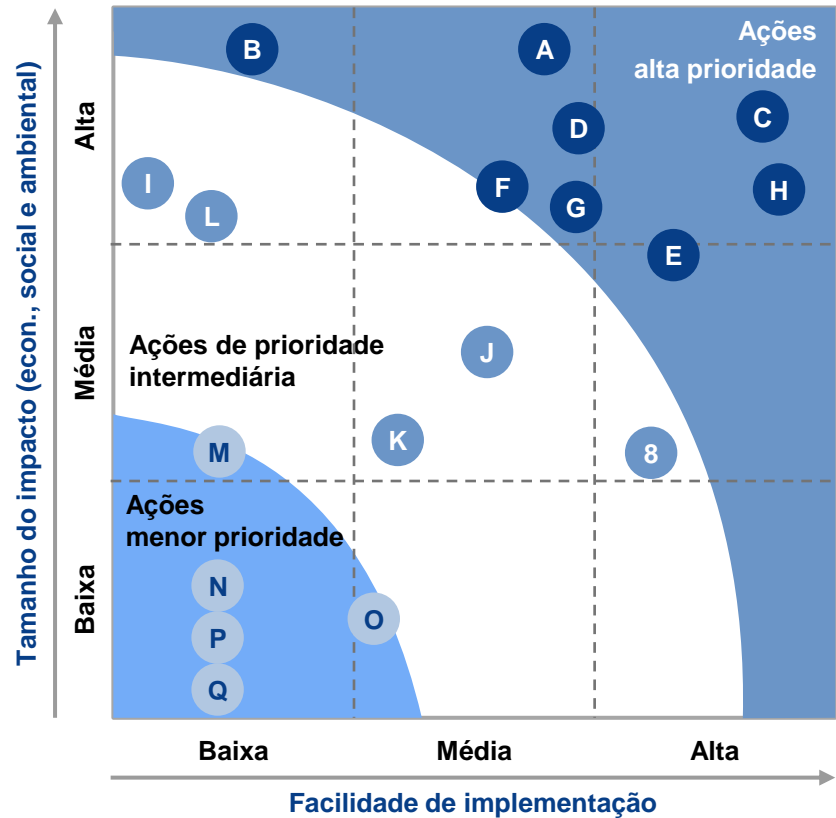 Tamanho do impacto (econ., social e ambiental)
Alta
Média
Baixa
B
A
Ações
alta prioridade
C
D
I
F
H
L
G
E
Ações de prioridade
intermediária
J
K
M
8
Ações
menor prioridade
N
O
P
Q
Baixa
Média
Alta
Facilidade de implementação